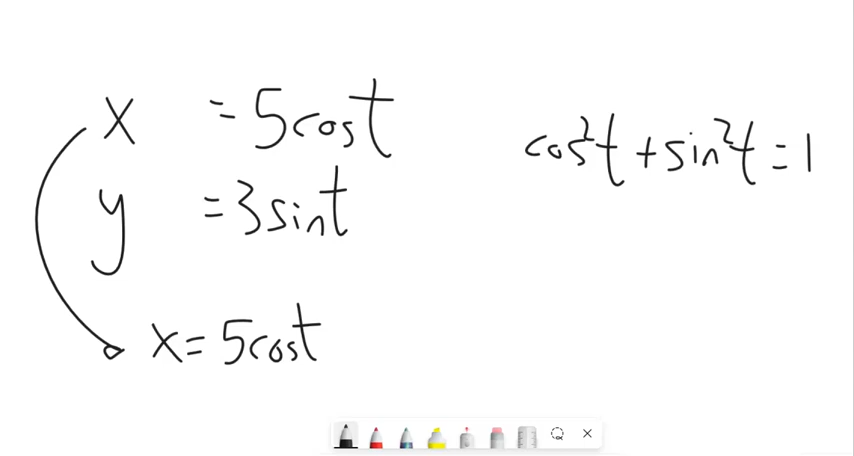 x = 5cost
cos²t + sin²t = 1
y = 3sint
x = 5cost